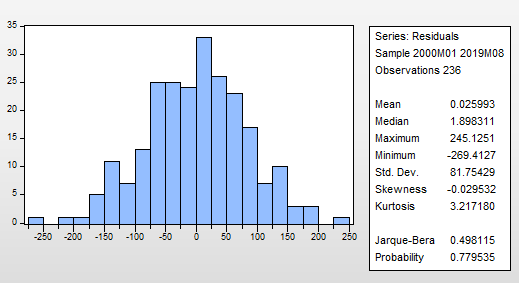 35
30
25
20
15
10
5
0
-250 -200 -150 -100 -50 0 50 100 150 200 250
Series: Residuals
Sample 2000M01 2019M08
Observations 236
Mean 0.025993
Median 1.898311
Maximum 245.1251
Minimum -269.4127
Std. Dev. 81.75429
Skewness -0.029532
Kurtosis 3.217180
Jarque-Bera 0.498115
Probability 0.779535